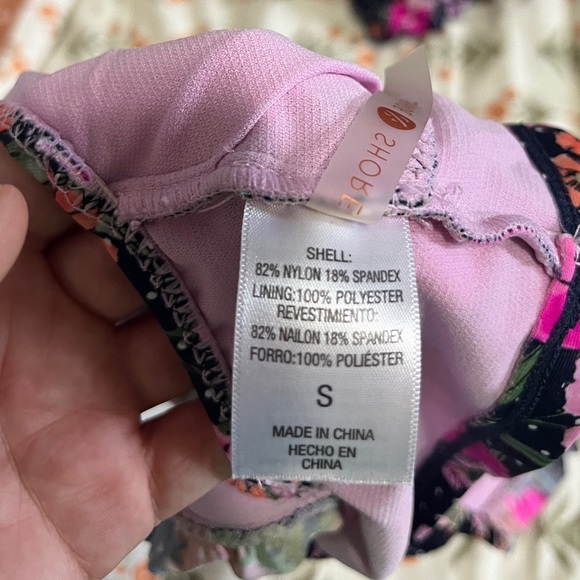 SHORE
SHELL:
82% NYLON 18% SPANDEX
LINING:100% POLYESTER
REVESTIMIENTO:
82% NAILON 18% SPANDEX
FORRO:100% POLIÉSTER
S
MADE IN CHINA
HECHO EN
CHINA